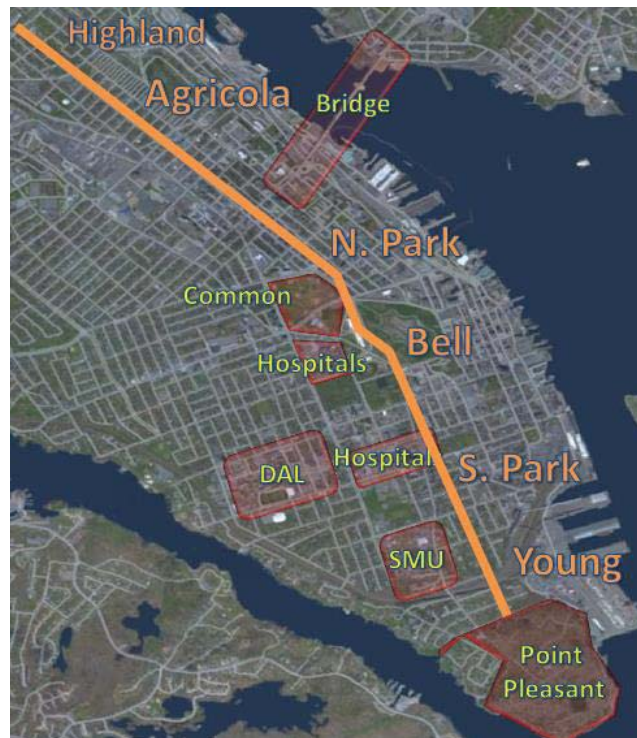 Highland
Agricola
Bridge
N. Park
Common
Bell
Hospitals
Hospital
DAL
S. Park
SMU
Young
Point
Pleasant